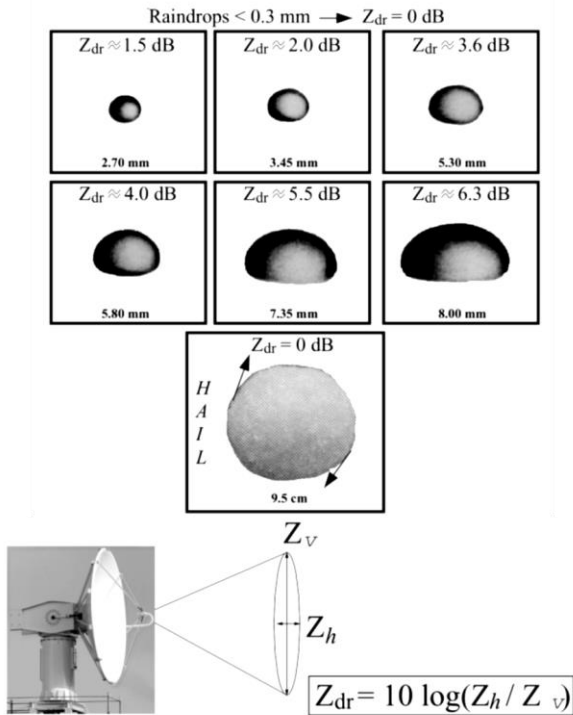 Raindrops < 0.3 mm → Zdr = 0 dB
Zdr ≈ 1.5 dB
2.70 mm
Zdr ≈ 2.0 dB
3.45 mm
Zdr ≈ 3.6 dB
5.30 mm
Zdr ≈ 4.0 dB
5.80 mm
Zdr ≈ 5.5 dB
7.35 mm
Zdr ≈ 6.3 dB
8.00 mm
Zdr = 0 dB
HAIL
9.5 cm
Zv
Zh
Zdr = 10 log(Zh / Zv)